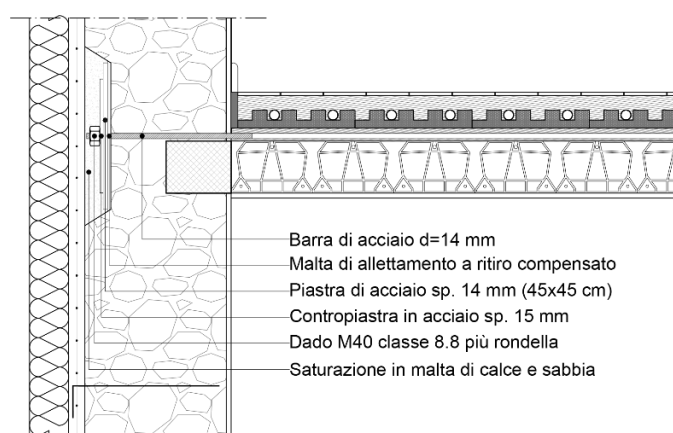 Barra di acciaio d=14 mm
Malta di allettamento a ritiro compensato
Piastra di acciaio sp. 14 mm (45x45 cm)
Contropiastra in acciaio sp. 15 mm
Dado M40 classe 8.8 più rondella
Saturazione in malta di calce e sabbia